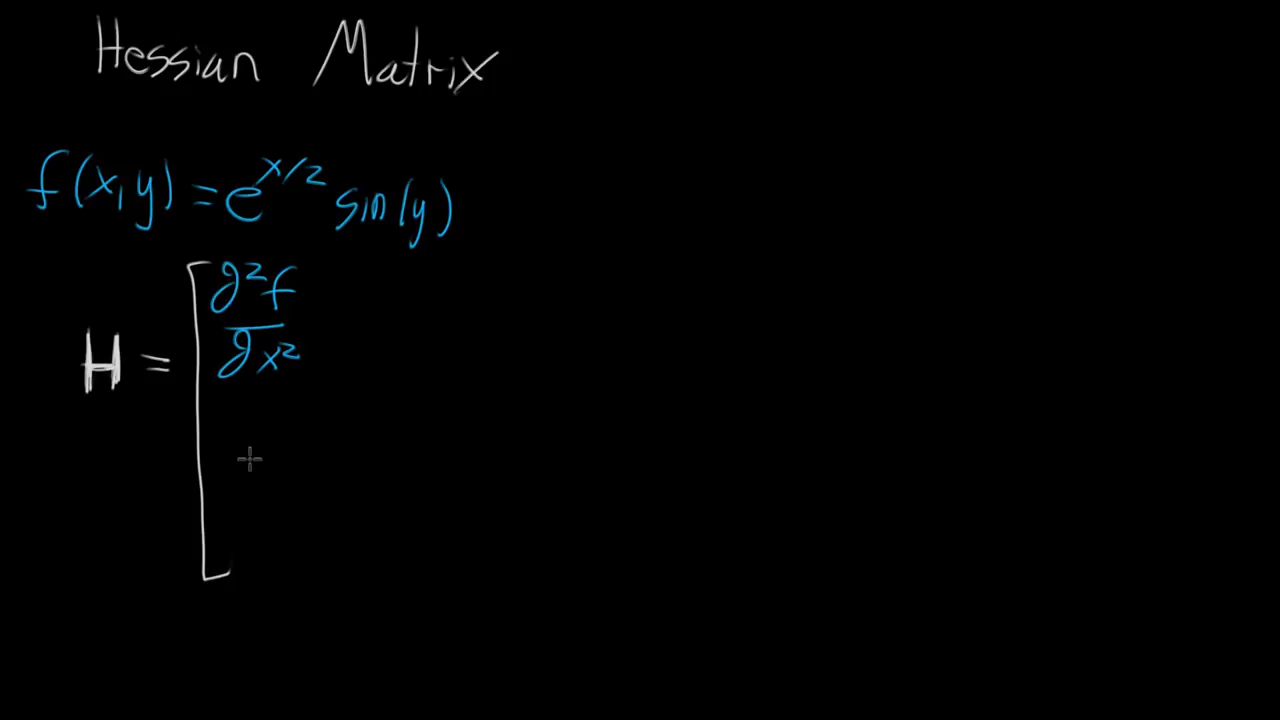 Hessian Matrix
f(x,y) = e^{x/2} sin(y)
H = [ ∂²f
∂x²